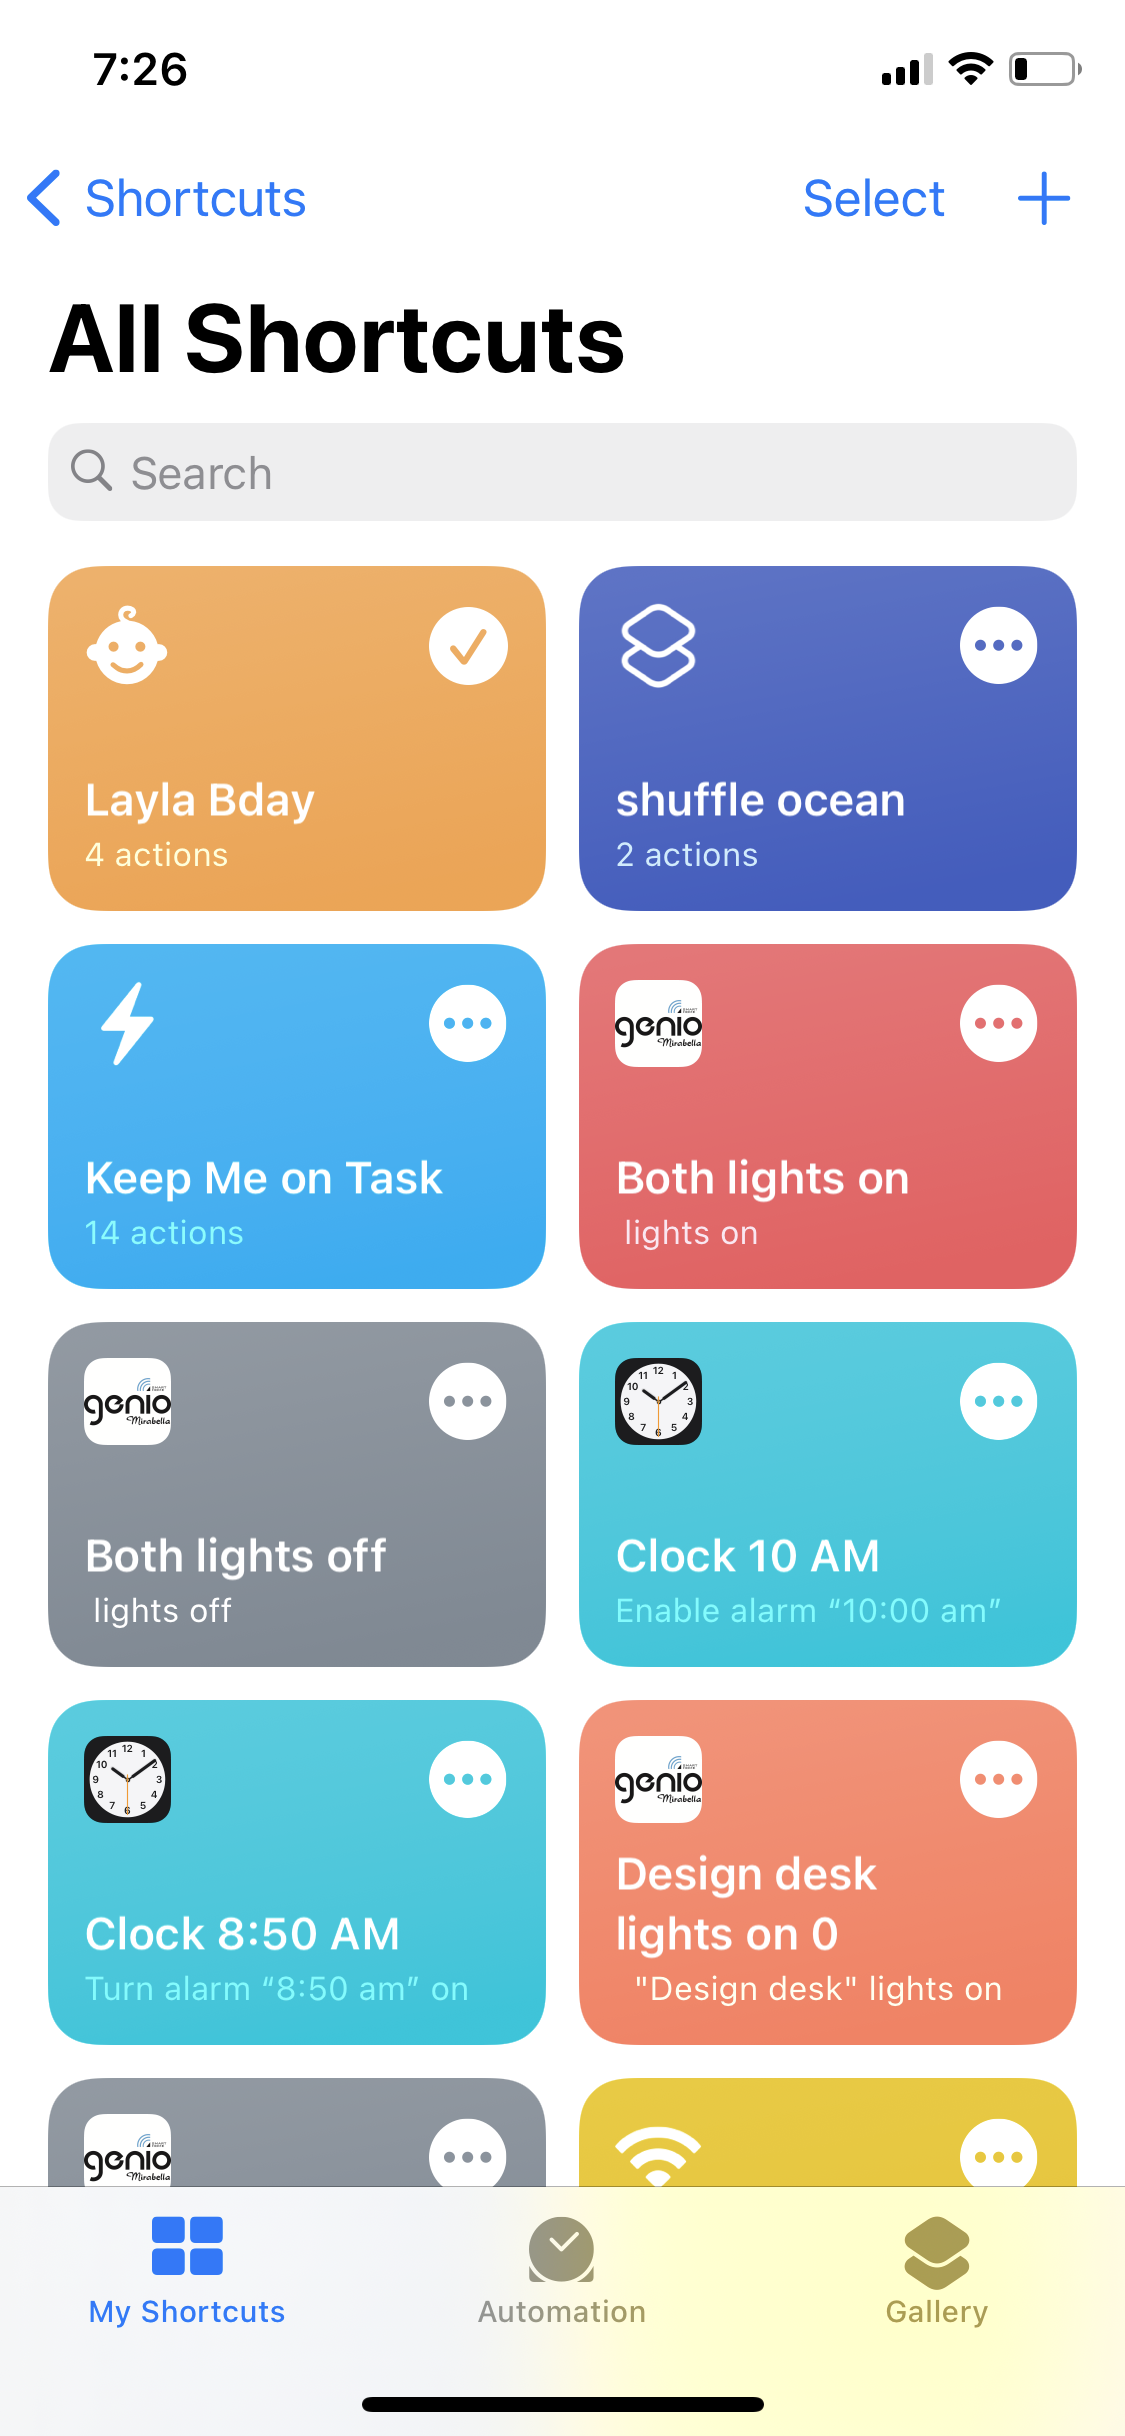 7:26
Shortcuts
Select
All Shortcuts
Search
Layla Bday
4 actions
shuffle ocean
2 actions
Keep Me on Task
14 actions
genio
Mirabella
Both lights on
lights on
genio
Mirabella
Both lights off
lights off
Clock 10 AM
Enable alarm “10:00 am”
Clock 8:50 AM
Turn alarm “8:50 am” on
genio
Mirabella
Design desk
lights on 0
"Design desk" lights on
genio
Mirabella
My Shortcuts
Automation
Gallery